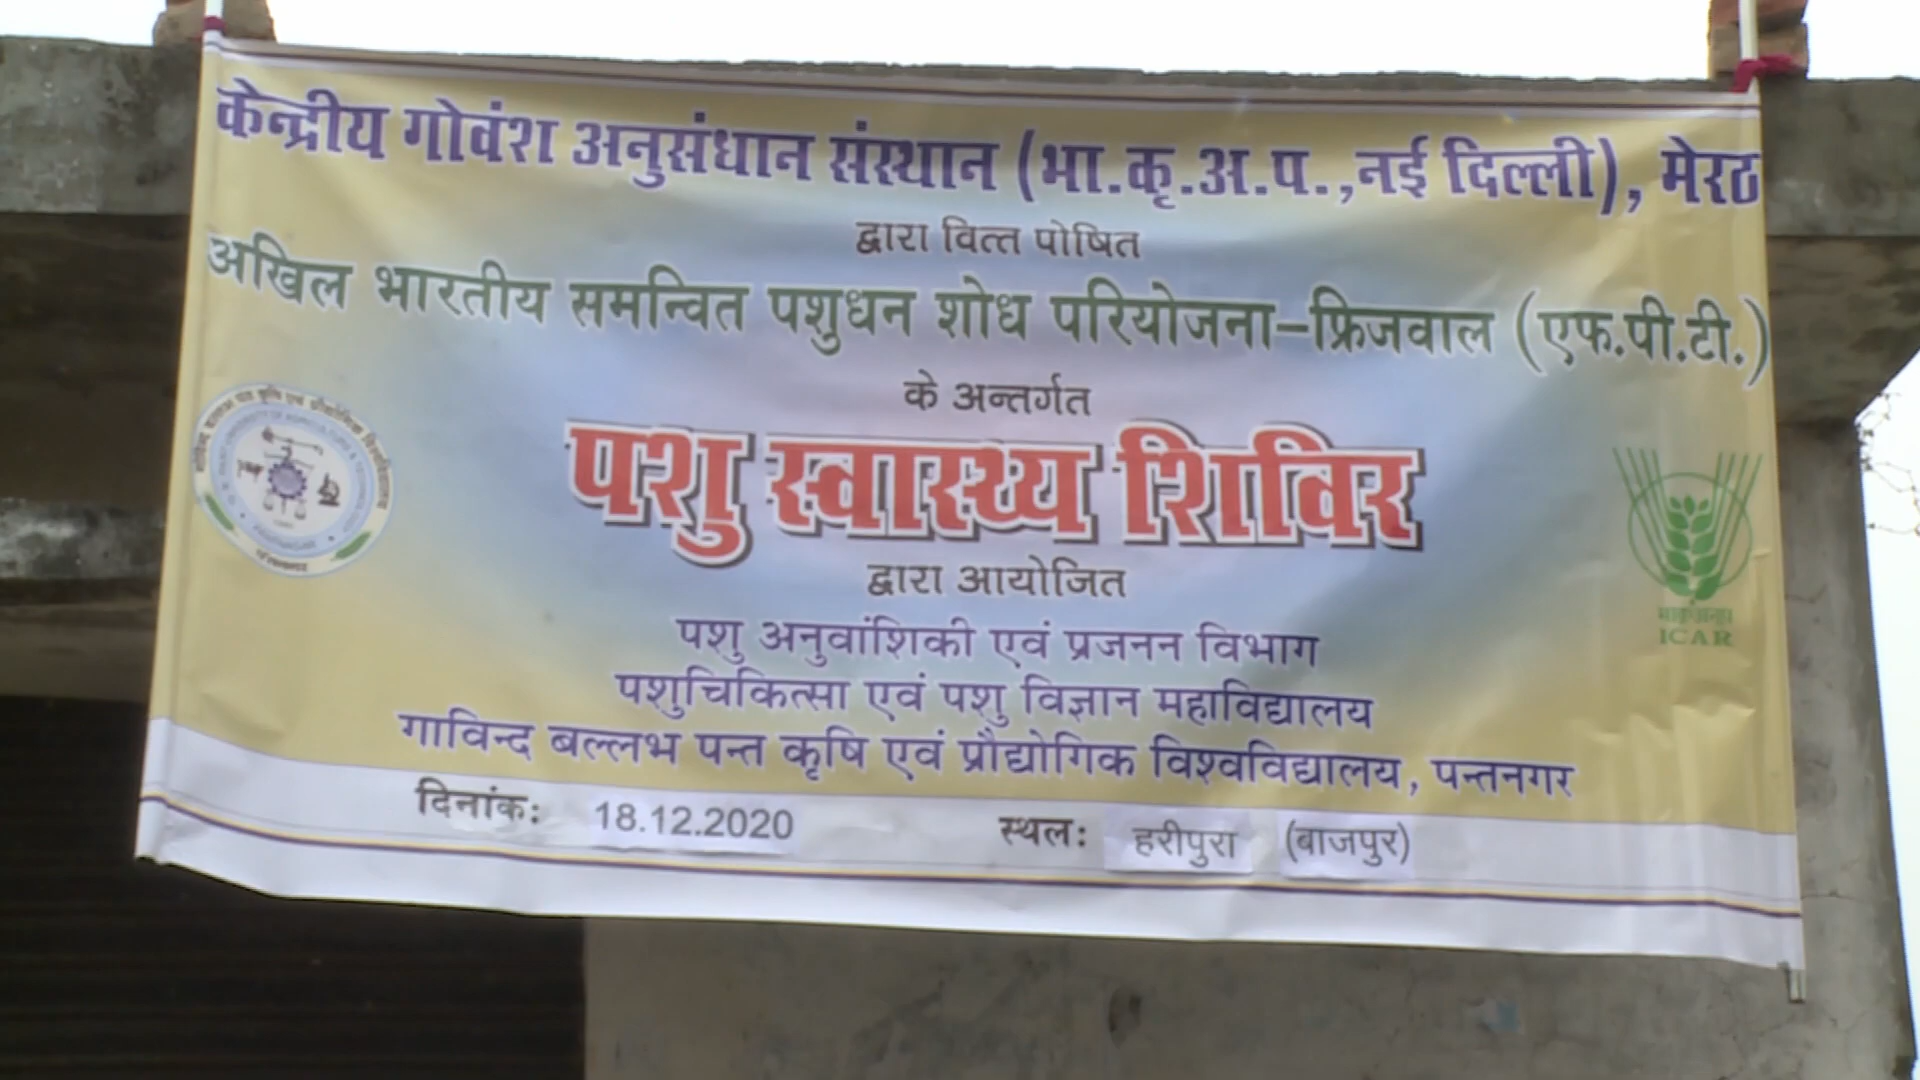 केन्द्रीय गोवंश अनुसंधान संस्थान (भा.कृ.अ.प.,नई दिल्ली), मेरठ
द्वारा वित्त पोषित
अखिल भारतीय समन्वित पशुधन शोध परियोजना–फ्रिजवाल (एफ.पी.टी.)
के अन्तर्गत
पशु स्वास्थ्य शिविर
द्वारा आयोजित
पशु अनुवांशिकी एवं प्रजनन विभाग
पशुचिकित्सा एवं पशु विज्ञान महाविद्यालय
गाविन्द बल्लभ पन्त कृषि एवं प्रौद्योगिक विश्वविद्यालय, पन्तनगर
दिनांक: 18.12.2020 स्थल: हरीपुरा (बाजपुर)
ICAR